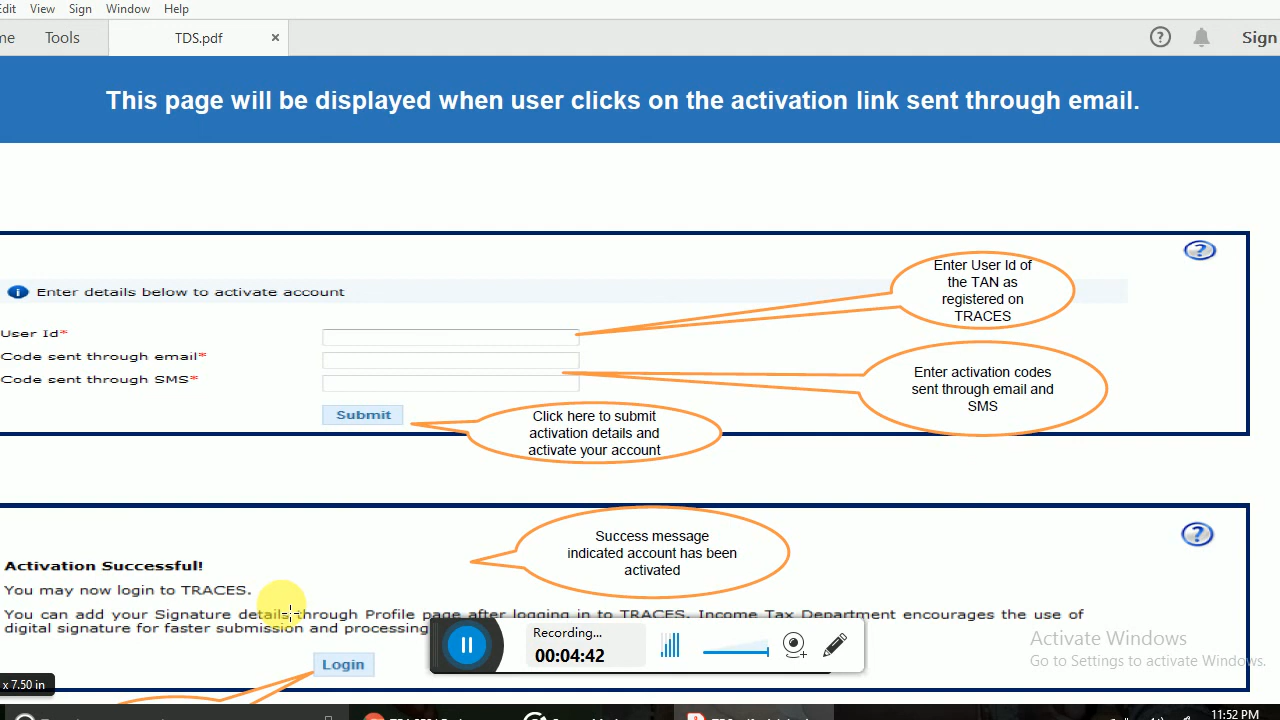 Edit View Sign Window Help
me Tools TDS.pdf × ? Sign
This page will be displayed when user clicks on the activation link sent through email.
?
Enter User Id of
the TAN as
registered on
TRACES
i Enter details below to activate account
User Id*
Code sent through email*
Code sent through SMS*
Enter activation codes
sent through email and
SMS
Submit
Click here to submit
activation details and
activate your account
?
Success message
indicated account has been
activated
Activation Successful!
You may now login to TRACES.
You can add your Signature details through Profile page after logging in to TRACES. Income Tax Department encourages the use of
digital signature for faster submission and processing
Recording...
00:04:42
Activate Windows
Go to Settings to activate Windows.
Login
x 7.50 in
11:52 PM